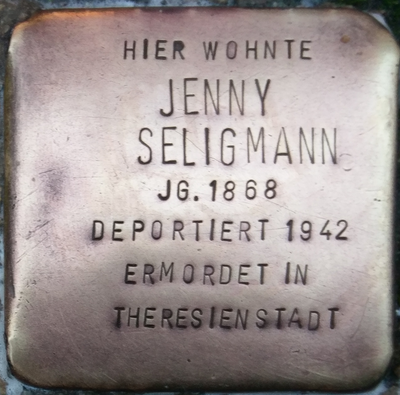 HIER WOHNTE
JENNY
SELIGMANN
JG. 1868
DEPORTIERT 1942
ERMORDET IN
THERESIENSTADT